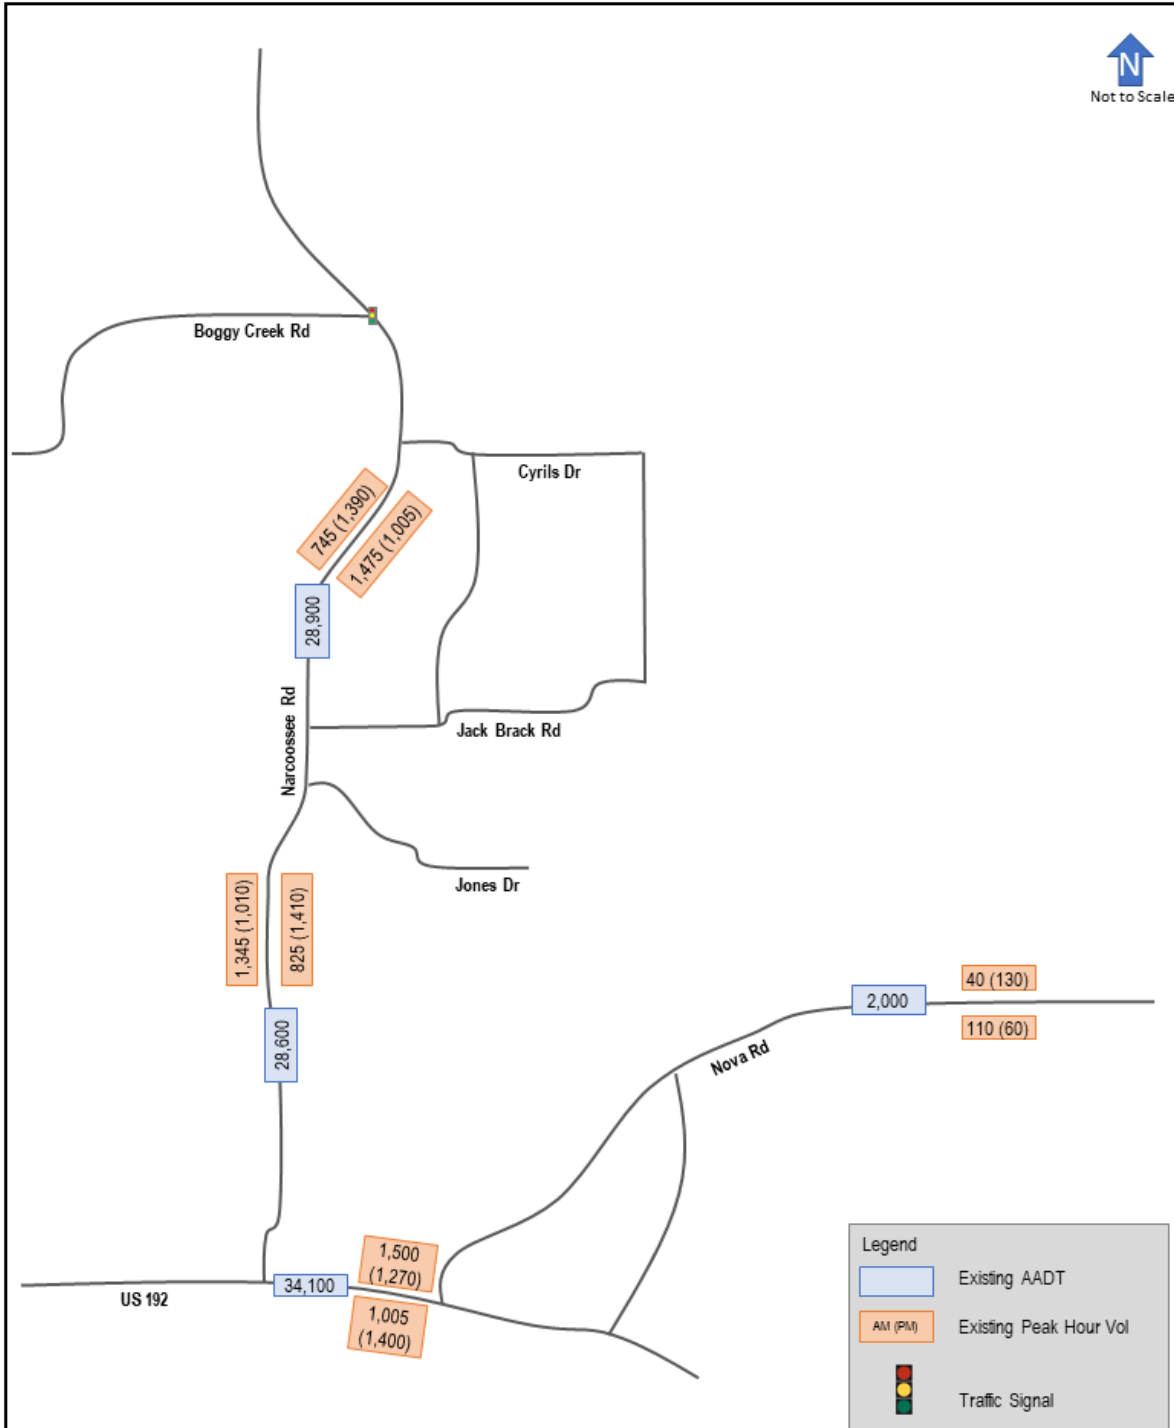 N
Not to Scale
Boggy Creek Rd
Cyrils Dr
745 (1,390)
1,475 (1,005)
28,900
Narcoossee Rd
Jack Brack Rd
Jones Dr
1,345 (1,010)
825 (1,410)
40 (130)
2,000
110 (60)
28,600
Nova Rd
1,500
(1,270)
34,100
US 192
1,005
(1,400)
Legend
Existing AADT
AM (PM)
Existing Peak Hour Vol
Traffic Signal